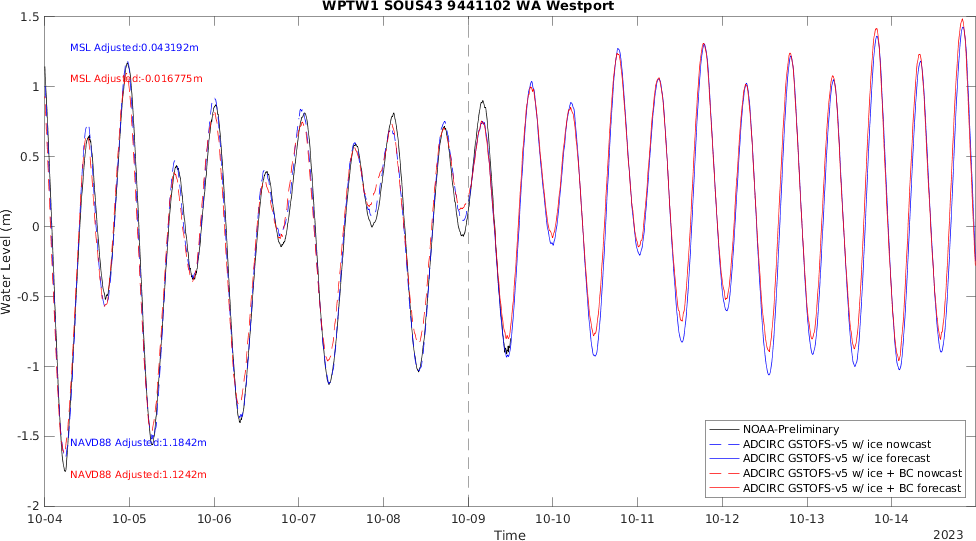 WPTW1 SOUS43 9441102 WA Westport
1.5
MSL Adjusted:0.043192m
MSL Adjusted:-0.016775m
1
0.5
0
Water Level (m)
-0.5
-1
NOAA-Preliminary
ADCIRC GSTOFS-v5 w/ ice nowcast
ADCIRC GSTOFS-v5 w/ ice forecast
ADCIRC GSTOFS-v5 w/ ice + BC nowcast
ADCIRC GSTOFS-v5 w/ ice + BC forecast
-1.5
NAVD88 Adjusted:1.1842m
NAVD88 Adjusted:1.1242m
-2
10-04 10-05 10-06 10-07 10-08 10-09 10-10 10-11 10-12 10-13 10-14
Time
2023